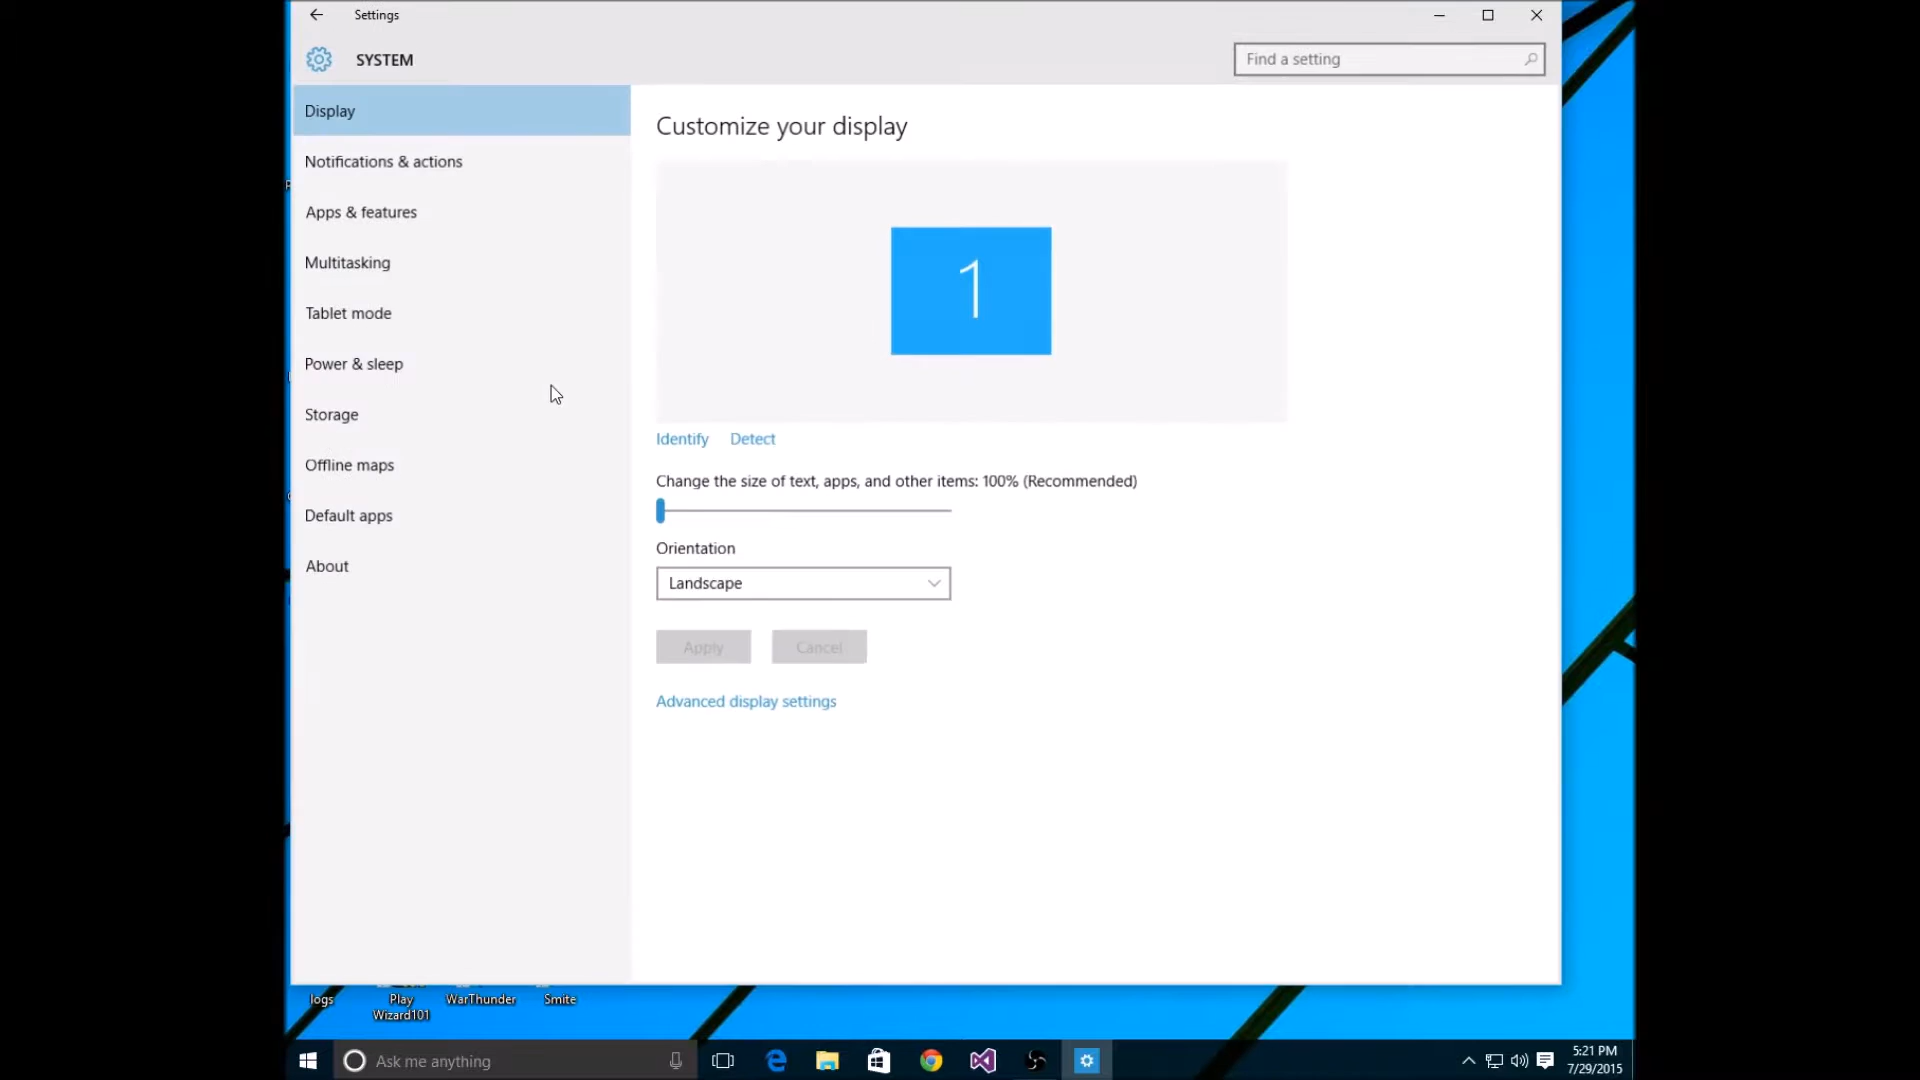 Settings
SYSTEM
Find a setting
Display
Notifications & actions
Apps & features
Multitasking
Tablet mode
Power & sleep
Storage
Offline maps
Default apps
About
Customize your display
1
Identify Detect
Change the size of text, apps, and other items: 100% (Recommended)
Orientation
Landscape
Apply Cancel
Advanced display settings
logs
Play
Wizard101
WarThunder
Smite
Ask me anything
5:21 PM
7/29/2015